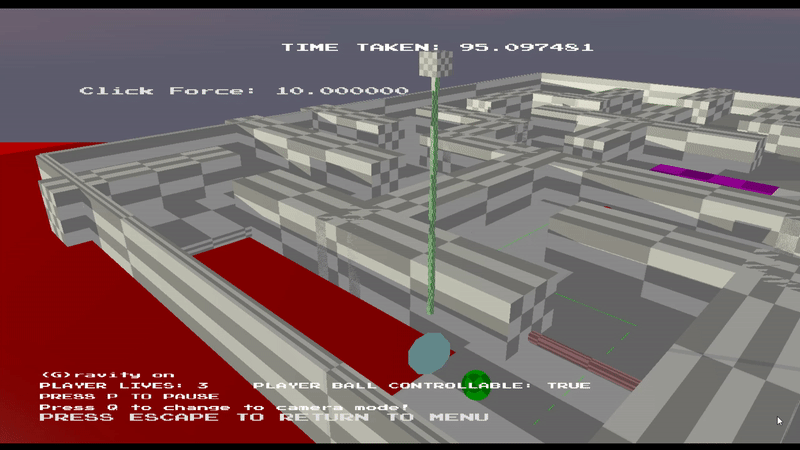 TIME TAKEN: 95.097481
Click Force: 10.000000
(G)ravity on
PLAYER LIVES: 3 PLAYER BALL CONTROLLABLE: TRUE
PRESS P TO PAUSE
Press Q to change to camera mode!
PRESS ESCAPE TO RETURN TO MENU